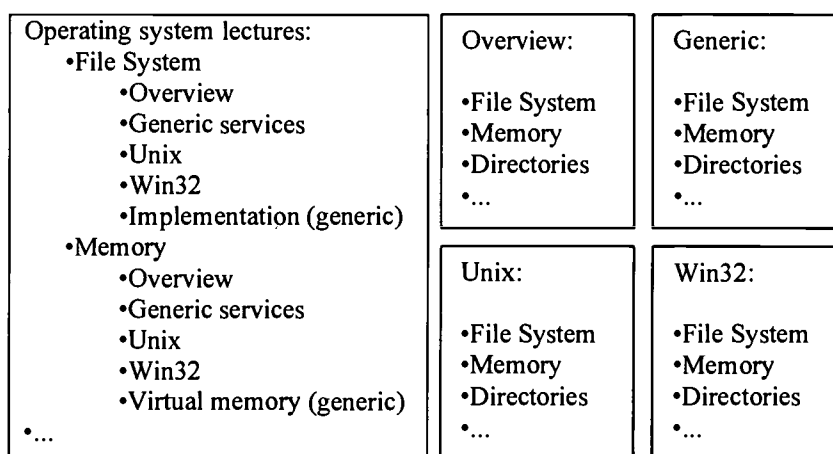 Operating system lectures:
•File System
•Overview
•Generic services
•Unix
•Win32
•Implementation (generic)
•Memory
•Overview
•Generic services
•Unix
•Win32
•Virtual memory (generic)
•...
Overview:
•File System
•Memory
•Directories
•...
Generic:
•File System
•Memory
•Directories
•...
Unix:
•File System
•Memory
•Directories
•...
Win32:
•File System
•Memory
•Directories
•...